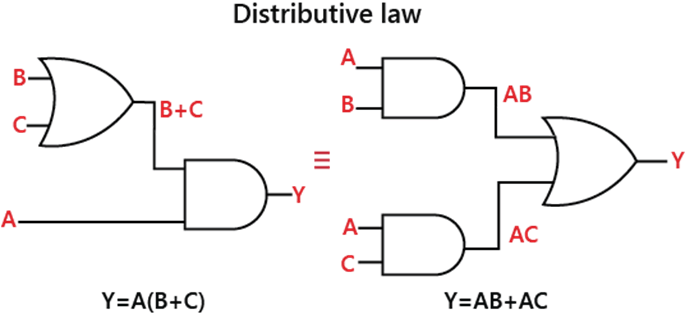 Distributive law
B
C
B+C
A
Y
≡
A
B
AB
A
C
AC
Y
Y=A(B+C)
Y=AB+AC